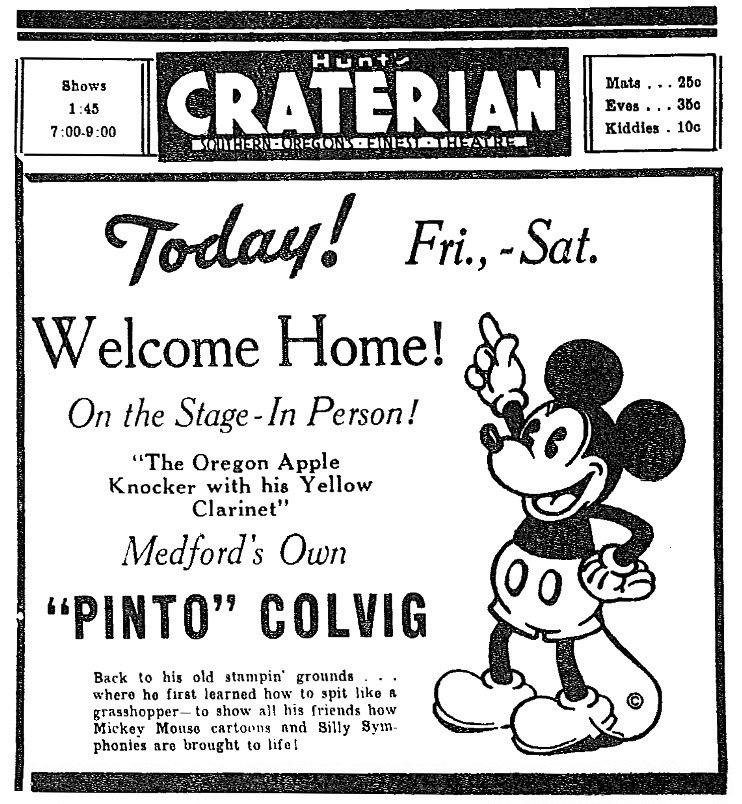 Shows
1:45
7:00-9:00
Hunt's
CRATERIAN
SOUTHERN-OREGON'S-FINEST-THEATRE
Mats . . . 25c
Eves . . . 35c
Kiddies . 10c
Today! Fri.,-Sat.
Welcome Home!
On the Stage-In Person!
"The Oregon Apple
Knocker with his Yellow
Clarinet"
Medford's Own
"PINTO" COLVIG
Back to his old stampin' grounds . . .
where he first learned how to spit like a
grasshopper—to show all his friends how
Mickey Mouse cartoons and Silly Sym-
phonies are brought to life!
©